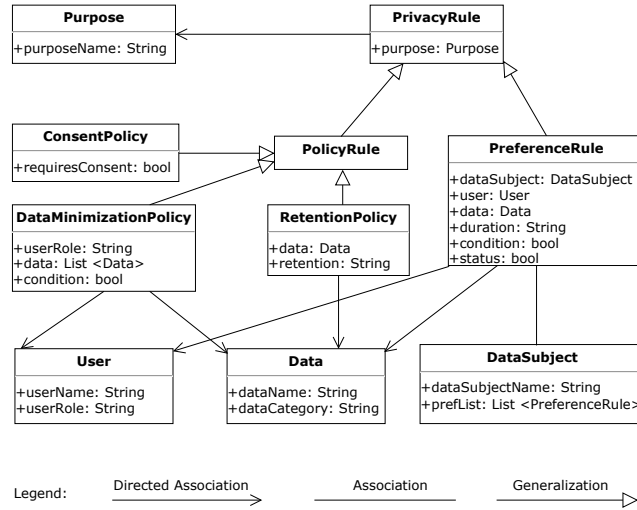 Purpose
+purposeName: String
PrivacyRule
+purpose: Purpose
ConsentPolicy
+requiresConsent: bool
PolicyRule
PreferenceRule
+dataSubject: DataSubject
+user: User
+data: Data
+duration: String
+condition: bool
+status: bool
DataMinimizationPolicy
+userRole: String
+data: List <Data>
+condition: bool
RetentionPolicy
+data: Data
+retention: String
User
+userName: String
+userRole: String
Data
+dataName: String
+dataCategory: String
DataSubject
+dataSubjectName: String
+prefList: List <PreferenceRule>
Legend:
Directed Association
Association
Generalization